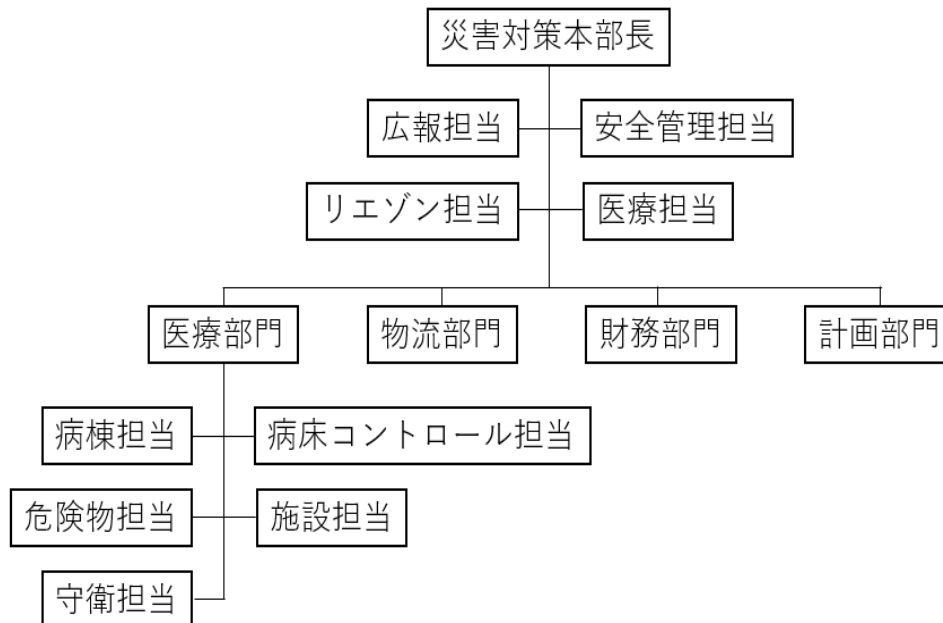 災害対策本部長
広報担当
安全管理担当
リエゾン担当
医療担当
医療部門
物流部門
財務部門
計画部門
病棟担当
病床コントロール担当
危険物担当
施設担当
守衛担当